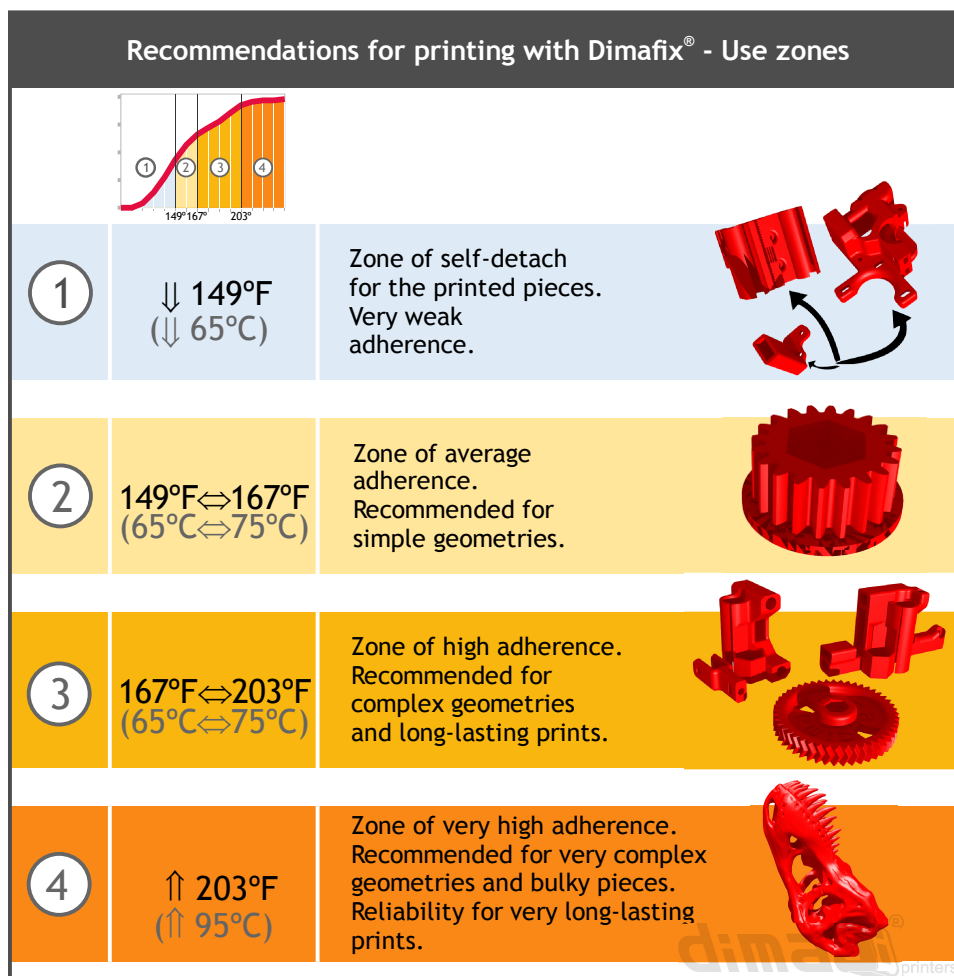 Recommendations for printing with Dimafix® - Use zones
1
2
3
4
149º167º
203º
1
⇓ 149ºF
(⇓ 65ºC)
Zone of self-detach
for the printed pieces.
Very weak
adherence.
2
149ºF⇔167ºF
(65ºC⇔75ºC)
Zone of average
adherence.
Recommended for
simple geometries.
3
167ºF⇔203ºF
(65ºC⇔75ºC)
Zone of high adherence.
Recommended for
complex geometries
and long-lasting prints.
4
⇑ 203ºF
(⇑ 95ºC)
Zone of very high adherence.
Recommended for very complex
geometries and bulky pieces.
Reliability for very long-lasting
prints.
printers